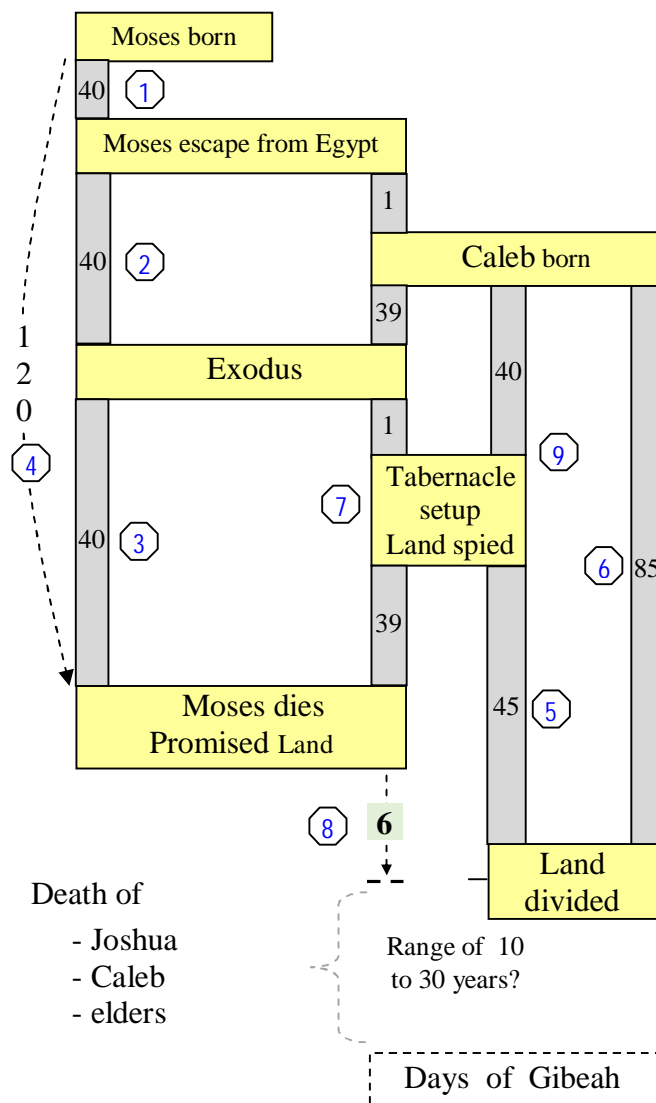 Moses born
40
1
Moses escape from Egypt
1
40
2
Caleb born
39
1
2
0
Exodus
40
1
9
4
Tabernacle
setup
Land spied
7
40
3
6
85
39
Moses dies
Promised Land
45
5
8
6
Land
divided
Death of
- Joshua
- Caleb
- elders
Range of 10
to 30 years?
Days of Gibeah